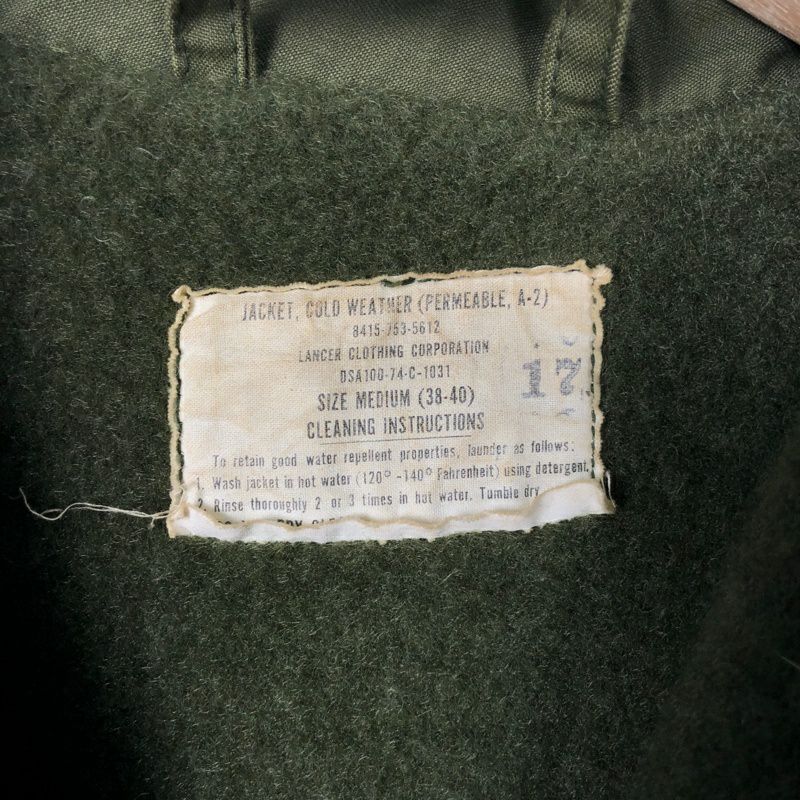 JACKET, COLD WEATHER (PERMEABLE, A-2)
8415-753-5612
LANCER CLOTHING CORPORATION
DSA100-74-C-1031
17
SIZE MEDIUM (38-40)
CLEANING INSTRUCTIONS
To retain good water repellent properties, launder as follows:
1. Wash jacket in hot water (120° -140° Fahrenheit) using detergent.
2. Rinse thoroughly 2 or 3 times in hot water. Tumble dry
DRY